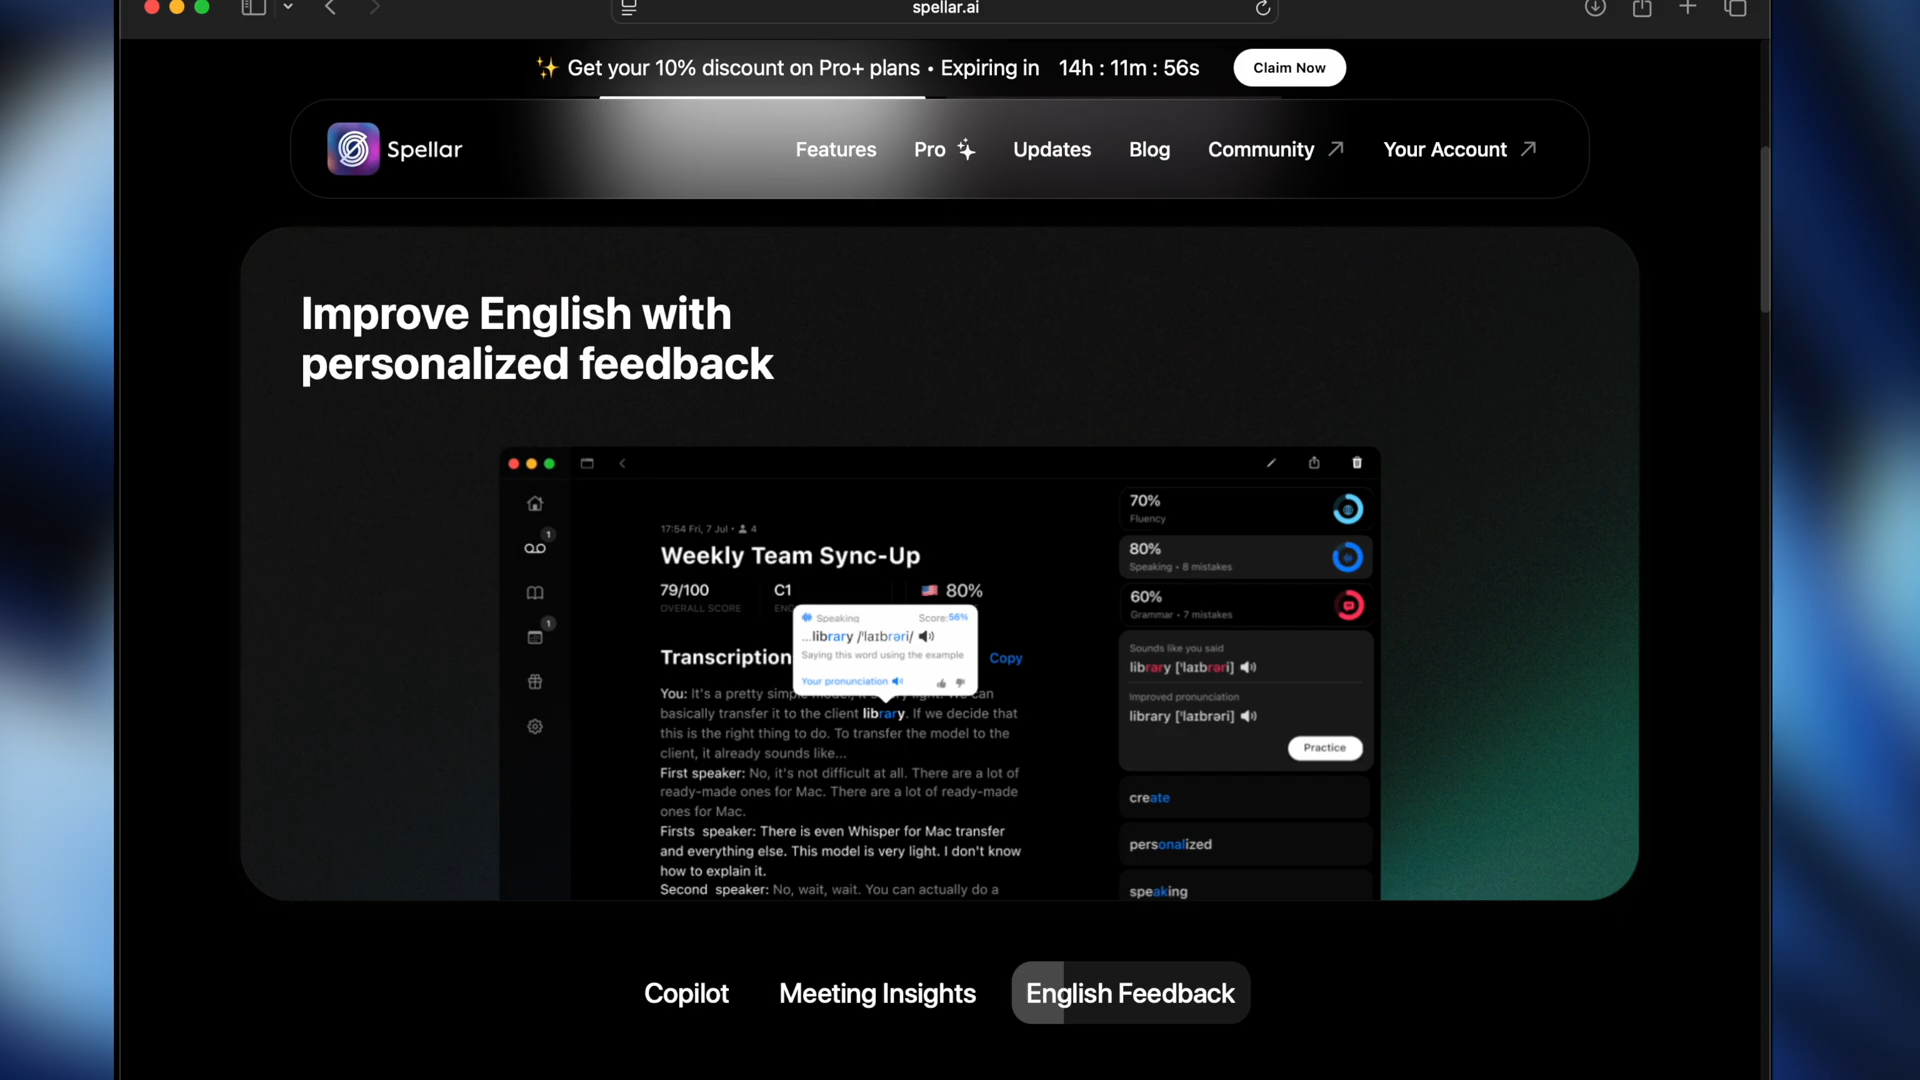 spellar.ai
✨ Get your 10% discount on Pro+ plans • Expiring in 14h : 11m : 56s Claim Now
Spellar Features Pro Updates Blog Community Your Account
Improve English with
personalized feedback
17:54 Fri, 7 Jul • 4
Weekly Team Sync-Up
79/100 C1 80%
OVERALL SCORE
Speaking Score:56%
...library /'laɪbrəri/
Saying this word using the example
Your pronunciation
Transcription Copy
You: It's a pretty can
basically transfer it to the client library. If we decide that
this is the right thing to do. To transfer the model to the
client, it already sounds like...
First speaker: No, it's not difficult at all. There are a lot of
ready-made ones for Mac. There are a lot of ready-made
ones for Mac.
Firsts speaker: There is even Whisper for Mac transfer
and everything else. This model is very light. I don't know
how to explain it.
Second speaker: No, wait, wait. You can actually do a
1
1
70%
Fluency
80%
Speaking • 8 mistakes
60%
Grammar • 7 mistakes
Sounds like you said
library ['laɪbrəri]
Improved pronunciation
library ['laɪbrəri]
Practice
create
personalized
speaking
Copilot Meeting Insights English Feedback